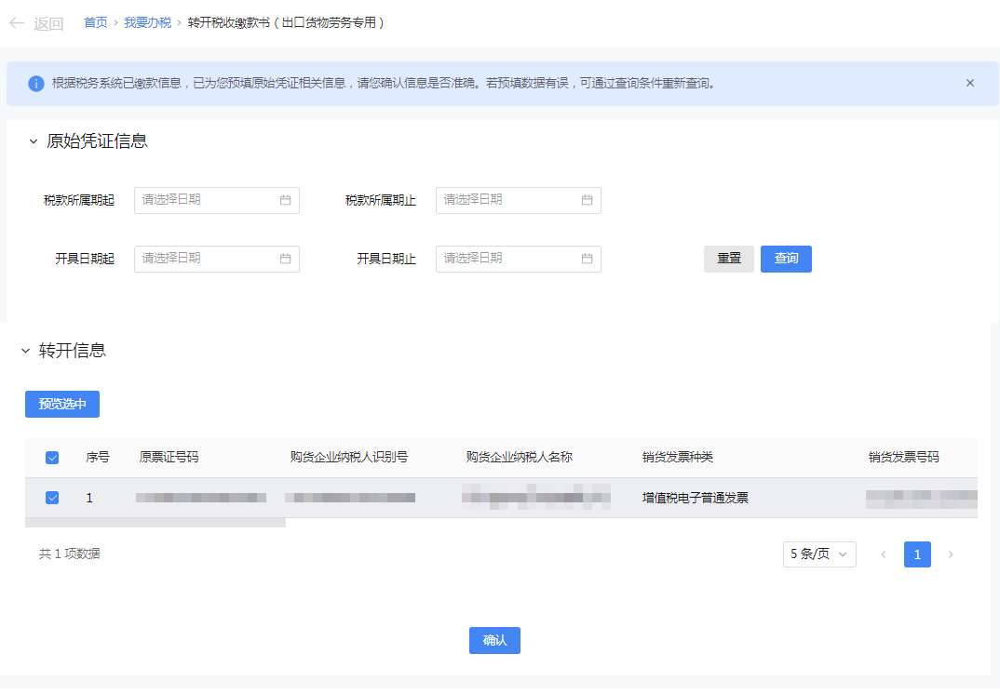 返回 首页 › 我要办税 › 转开税收缴款书（出口货物劳务专用）
根据税务系统已缴款信息，已为您预填原始凭证相关信息，请您确认信息是否准确。若预填数据有误，可通过查询条件重新查询。
原始凭证信息
税款所属期起 请选择日期 税款所属期止 请选择日期
开具日期起 请选择日期 开具日期止 请选择日期 重置 查询
转开信息
预览选中
序号 原票证号码 购货企业纳税人识别号 购货企业纳税人名称 销货发票种类 销货发票号码
1 增值税电子普通发票
共 1 项数据 5 条/页 1
确认